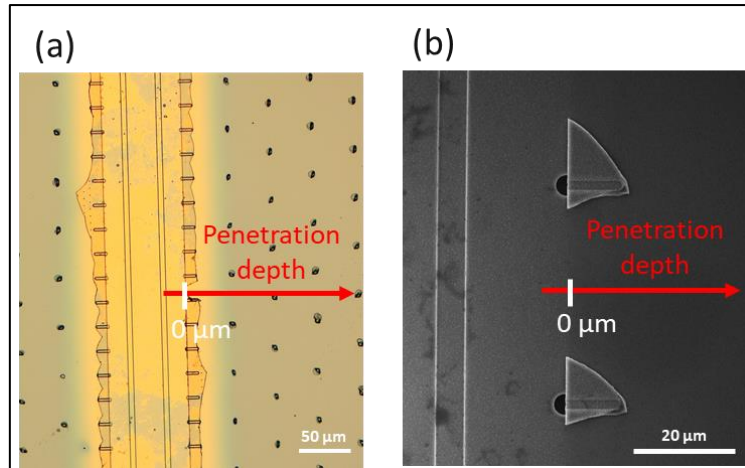 (a)
Penetration
depth
0 µm
50 µm
(b)
Penetration
depth
0 µm
20 µm